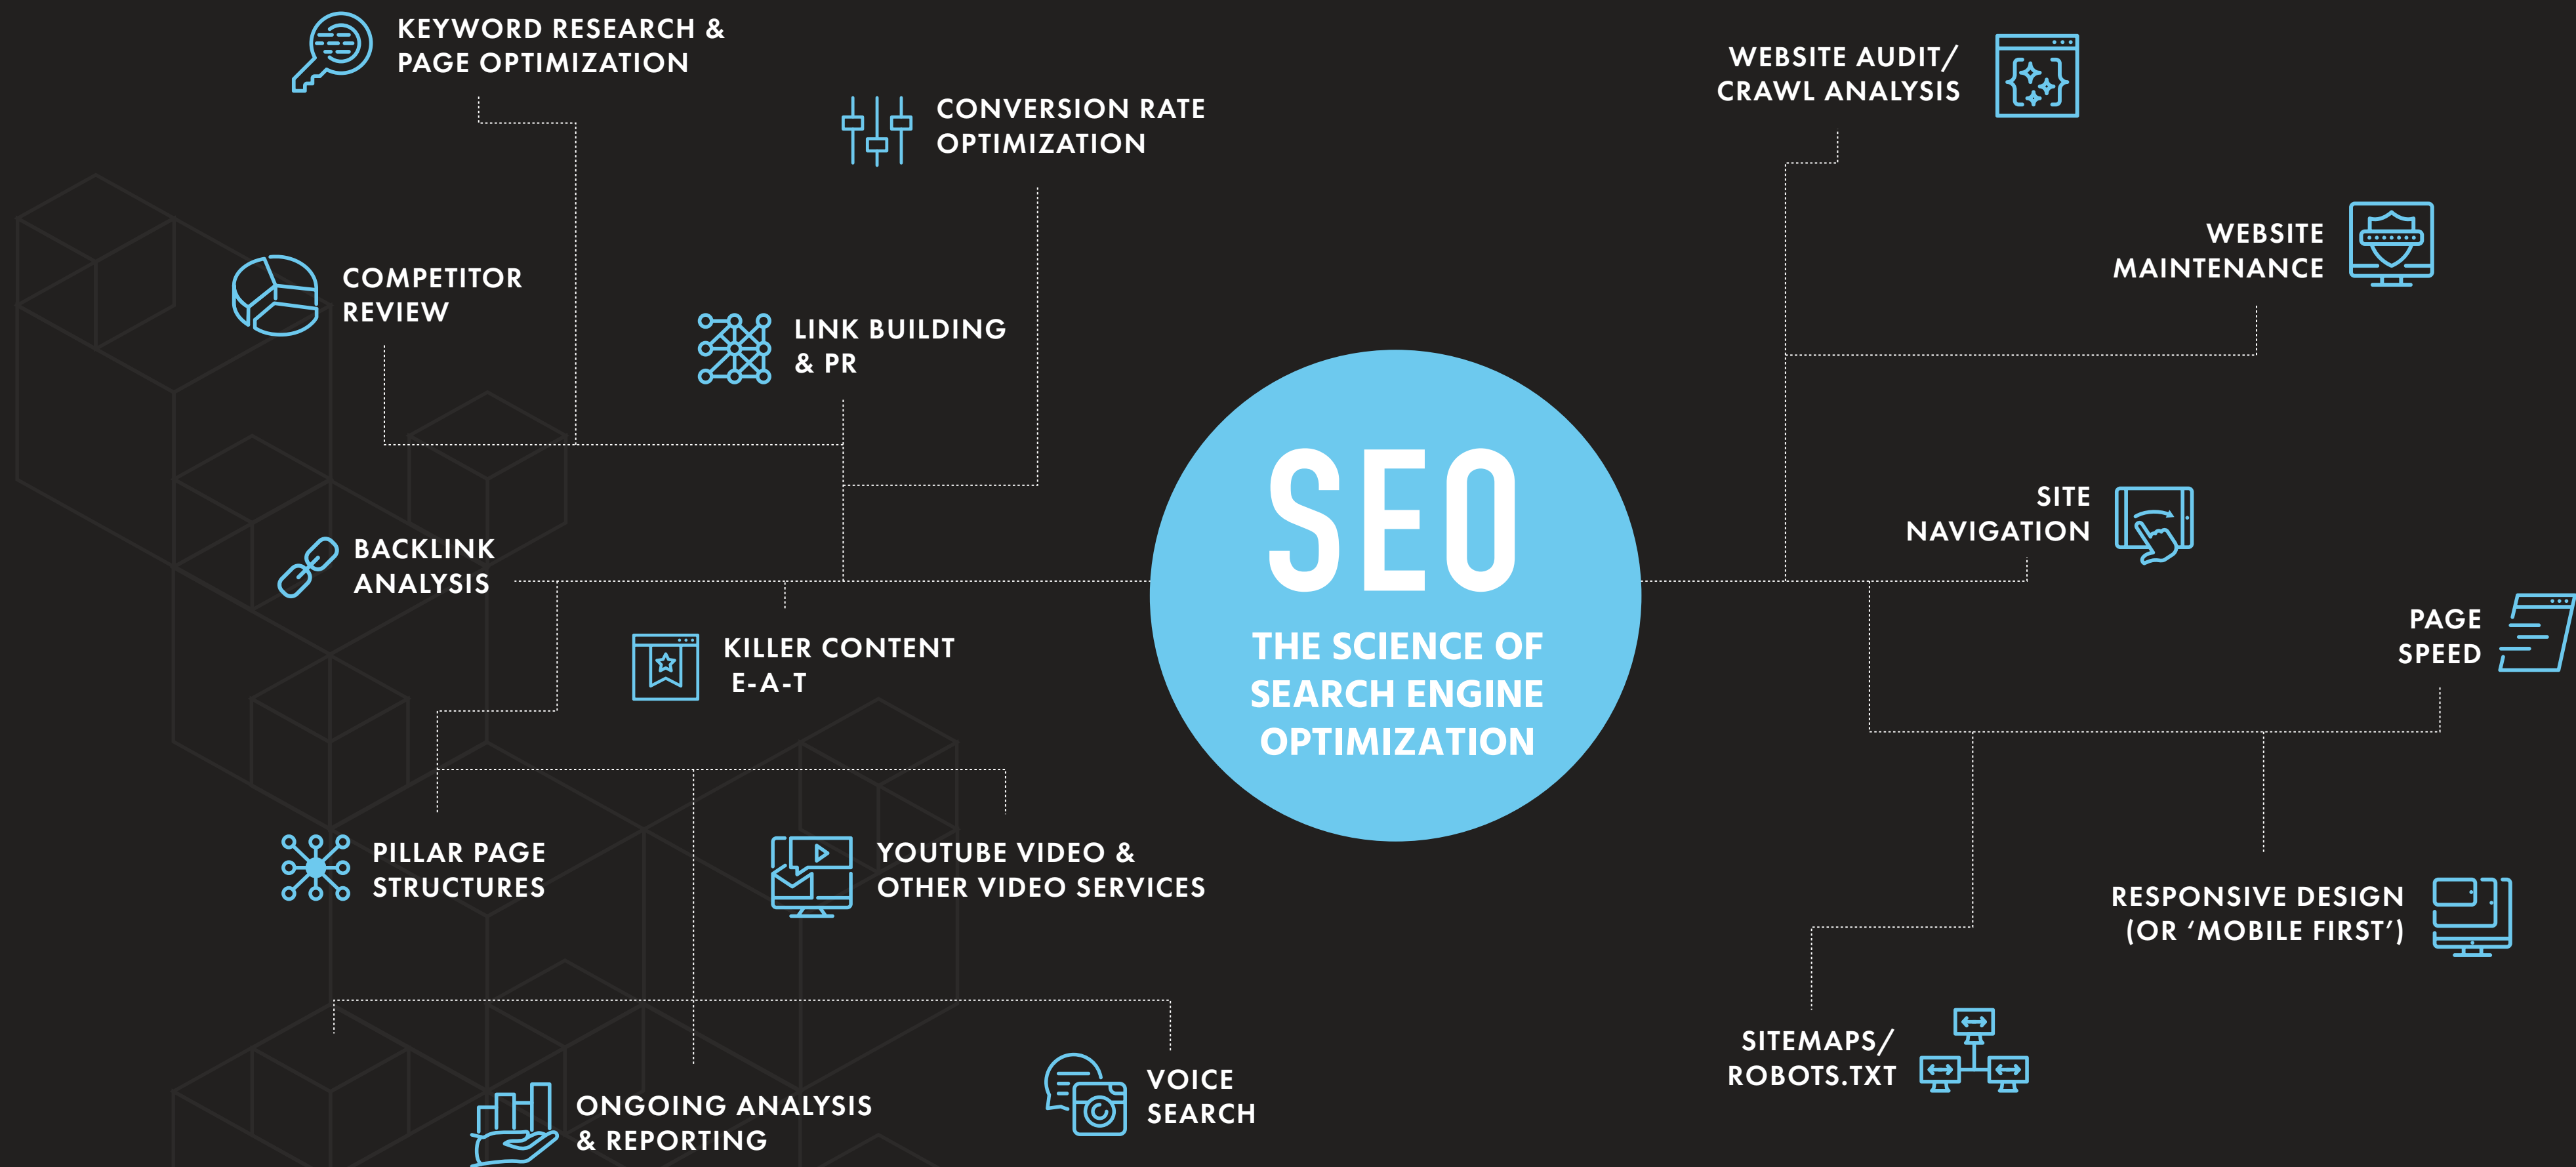 KEYWORD RESEARCH &
PAGE OPTIMIZATION
CONVERSION RATE
OPTIMIZATION
COMPETITOR
REVIEW
LINK BUILDING
& PR
BACKLINK
ANALYSIS
KILLER CONTENT
E-A-T
PILLAR PAGE
STRUCTURES
YOUTUBE VIDEO &
OTHER VIDEO SERVICES
ONGOING ANALYSIS
& REPORTING
VOICE
SEARCH
SEO
THE SCIENCE OF
SEARCH ENGINE
OPTIMIZATION
WEBSITE AUDIT/
CRAWL ANALYSIS
WEBSITE
MAINTENANCE
SITE
NAVIGATION
PAGE
SPEED
RESPONSIVE DESIGN
(OR ‘MOBILE FIRST’)
SITEMAPS/
ROBOTS.TXT